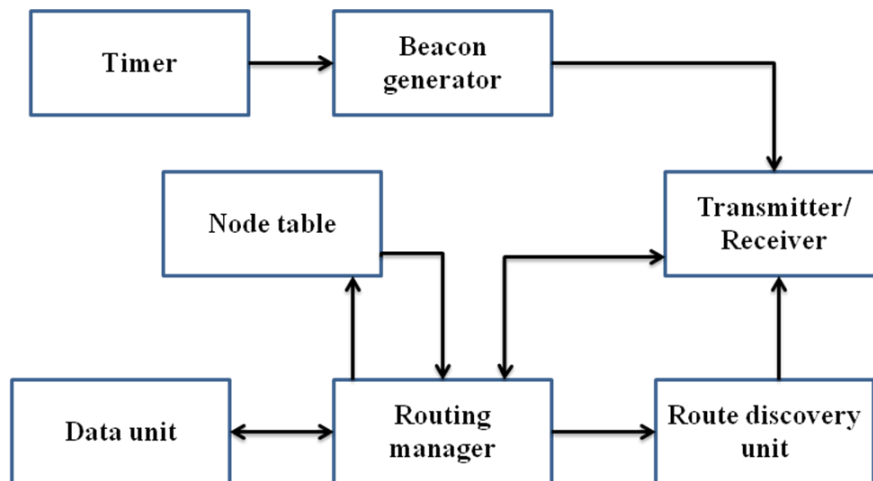 Timer
Beacon
generator
Node table
Transmitter/
Receiver
Data unit
Routing
manager
Route discovery
unit